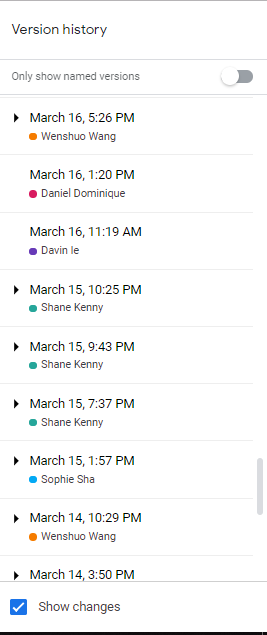 Version history
Only show named versions
March 16, 5:26 PM
Wenshuo Wang
March 16, 1:20 PM
Daniel Dominique
March 16, 11:19 AM
Davin le
March 15, 10:25 PM
Shane Kenny
March 15, 9:43 PM
Shane Kenny
March 15, 7:37 PM
Shane Kenny
March 15, 1:57 PM
Sophie Sha
March 14, 10:29 PM
Wenshuo Wang
March 14, 3:50 PM
Show changes